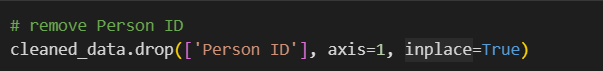 # remove Person ID
cleaned_data.drop(['Person ID'], axis=1, inplace=True)